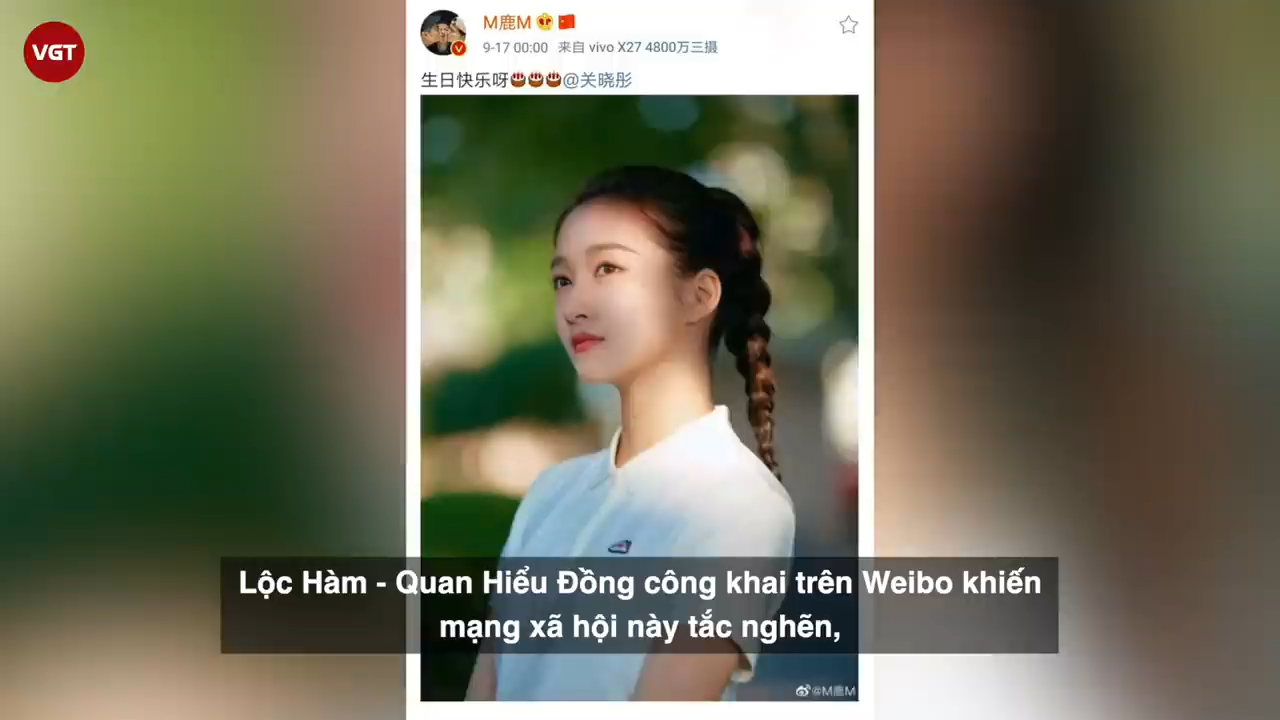 VGT
M鹿M
9-17 00:00 来自 vivo X27 4800万三摄
生日快乐呀@关晓彤
Lộc Hàm - Quan Hiểu Đồng công khai trên Weibo khiến
mạng xã hội này tắc nghẽn,
@M鹿M